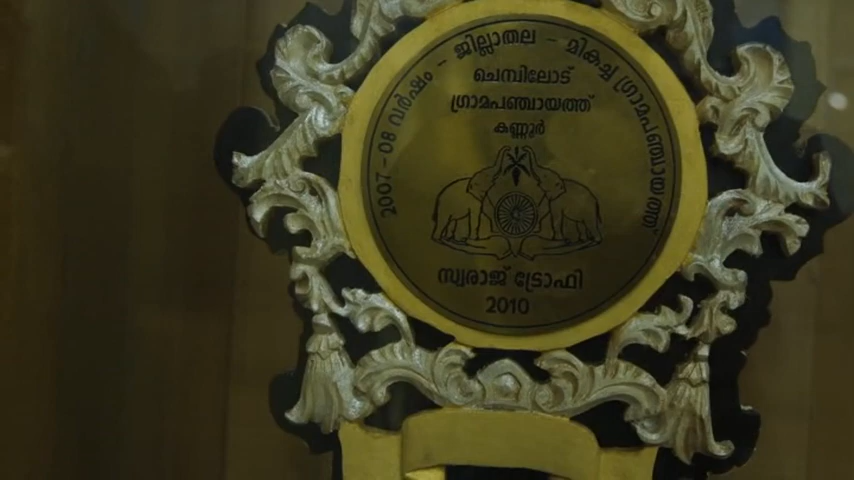 2007-08 വർഷം - ജില്ലാതല - മികച്ച ഗ്രാമപഞ്ചായത്ത്
ചെമ്പിലോട്
ഗ്രാമപഞ്ചായത്ത്
കണ്ണൂർ
സ്വരാജ് ട്രോഫി
2010